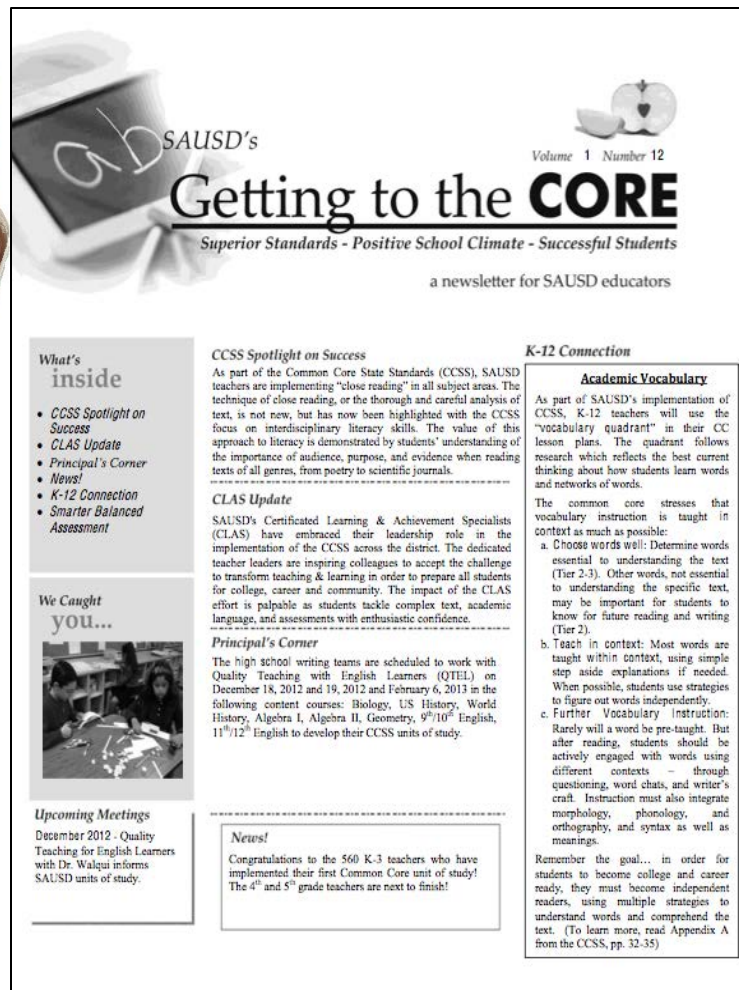 ab
SAUSD's
Volume 1 Number 12
Getting to the CORE
Superior Standards - Positive School Climate - Successful Students
a newsletter for SAUSD educators
What's
inside
• CCSS Spotlight on
Success
• CLAS Update
• Principal's Corner
• News!
• K-12 Connection
• Smarter Balanced
Assessment
We Caught
you...
Upcoming Meetings
December 2012 - Quality
Teaching for English Learners
with Dr. Walqui informs
SAUSD units of study.
CCSS Spotlight on Success
As part of the Common Core State Standards (CCSS), SAUSD
teachers are implementing "close reading" in all subject areas. The
technique of close reading, or the thorough and careful analysis of
text, is not new, but has now been highlighted with the CCSS
focus on interdisciplinary literacy skills. The value of this
approach to literacy is demonstrated by students' understanding of
the importance of audience, purpose, and evidence when reading
texts of all genres, from poetry to scientific journals.
CLAS Update
SAUSD's Certificated Learning & Achievement Specialists
(CLAS) have embraced their leadership role in the
implementation of the CCSS across the district. The dedicated
teacher leaders are inspiring colleagues to accept the challenge
to transform teaching & learning in order to prepare all students
for college, career and community. The impact of the CLAS
effort is palpable as students tackle complex text, academic
language, and assessments with enthusiastic confidence.
Principal's Corner
The high school writing teams are scheduled to work with
Quality Teaching with English Learners (QTEL) on
December 18, 2012 and 19, 2012 and February 6, 2013 in the
following content courses: Biology, US History, World
History, Algebra I, Algebra II, Geometry, 9th/10th English,
11th/12th English to develop their CCSS units of study.
News!
Congratulations to the 560 K-3 teachers who have
implemented their first Common Core unit of study!
The 4th and 5th grade teachers are next to finish!
K-12 Connection
Academic Vocabulary
As part of SAUSD's implementation of
CCSS, K-12 teachers will use the
"vocabulary quadrant" in their CC
lesson plans. The quadrant follows
research which reflects the best current
thinking about how students learn words
and networks of words.
The common core stresses that
vocabulary instruction is taught in
context as much as possible:
a. Choose words well: Determine words
essential to understanding the text
(Tier 2-3). Other words, not essential
to understanding the specific text,
may be important for students to
know for future reading and writing
(Tier 2).
b. Teach in context: Most words are
taught within context, using simple
step aside explanations if needed.
When possible, students use strategies
to figure out words independently.
c. Further Vocabulary Instruction:
Rarely will a word be pre-taught. But
after reading, students should be
actively engaged with words using
different contexts – through
questioning, word chats, and writer's
craft. Instruction must also integrate
morphology, phonology, and
orthography, and syntax as well as
meanings.
Remember the goal... in order for
students to become college and career
ready, they must become independent
readers, using multiple strategies to
understand words and comprehend the
text. (To learn more, read Appendix A
from the CCSS, pp. 32-35)